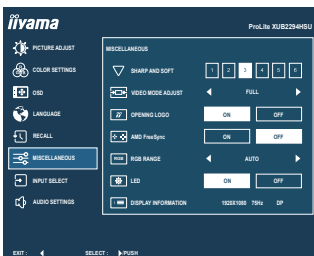 iiyama
ProLite XUB2294HSU
PICTURE ADJUST
COLOR SETTINGS
OSD
LANGUAGE
RECALL
MISCELLANEOUS
INPUT SELECT
AUDIO SETTINGS
MISCELLANEOUS
SHARP AND SOFT 1 2 3 4 5 6
VIDEO MODE ADJUST FULL
OPENING LOGO ON OFF
AMD FreeSync ON OFF
RGB RGB RANGE AUTO
LED ON OFF
DISPLAY INFORMATION 1920X1080 75Hz DP
EXIT : SELECT : /PUSH